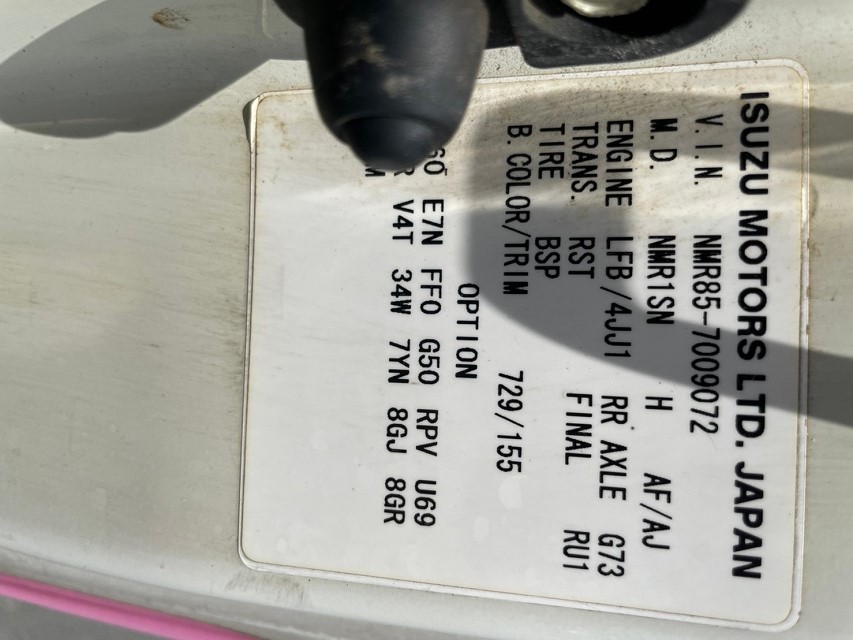 ISUZU MOTORS LTD. JAPAN
V.I.N. NMR85-7009072
M.D. NMR1SN H AF/AJ
ENGINE LFB/4JJ1 RR AXLE G73
TRANS. RST FINAL RU1
TIRE BSP
B.COLOR/TRIM 729/155
OPTION
E7N FF0 G50 RPV U69
V4T 34W 7YN 8GJ 8GR